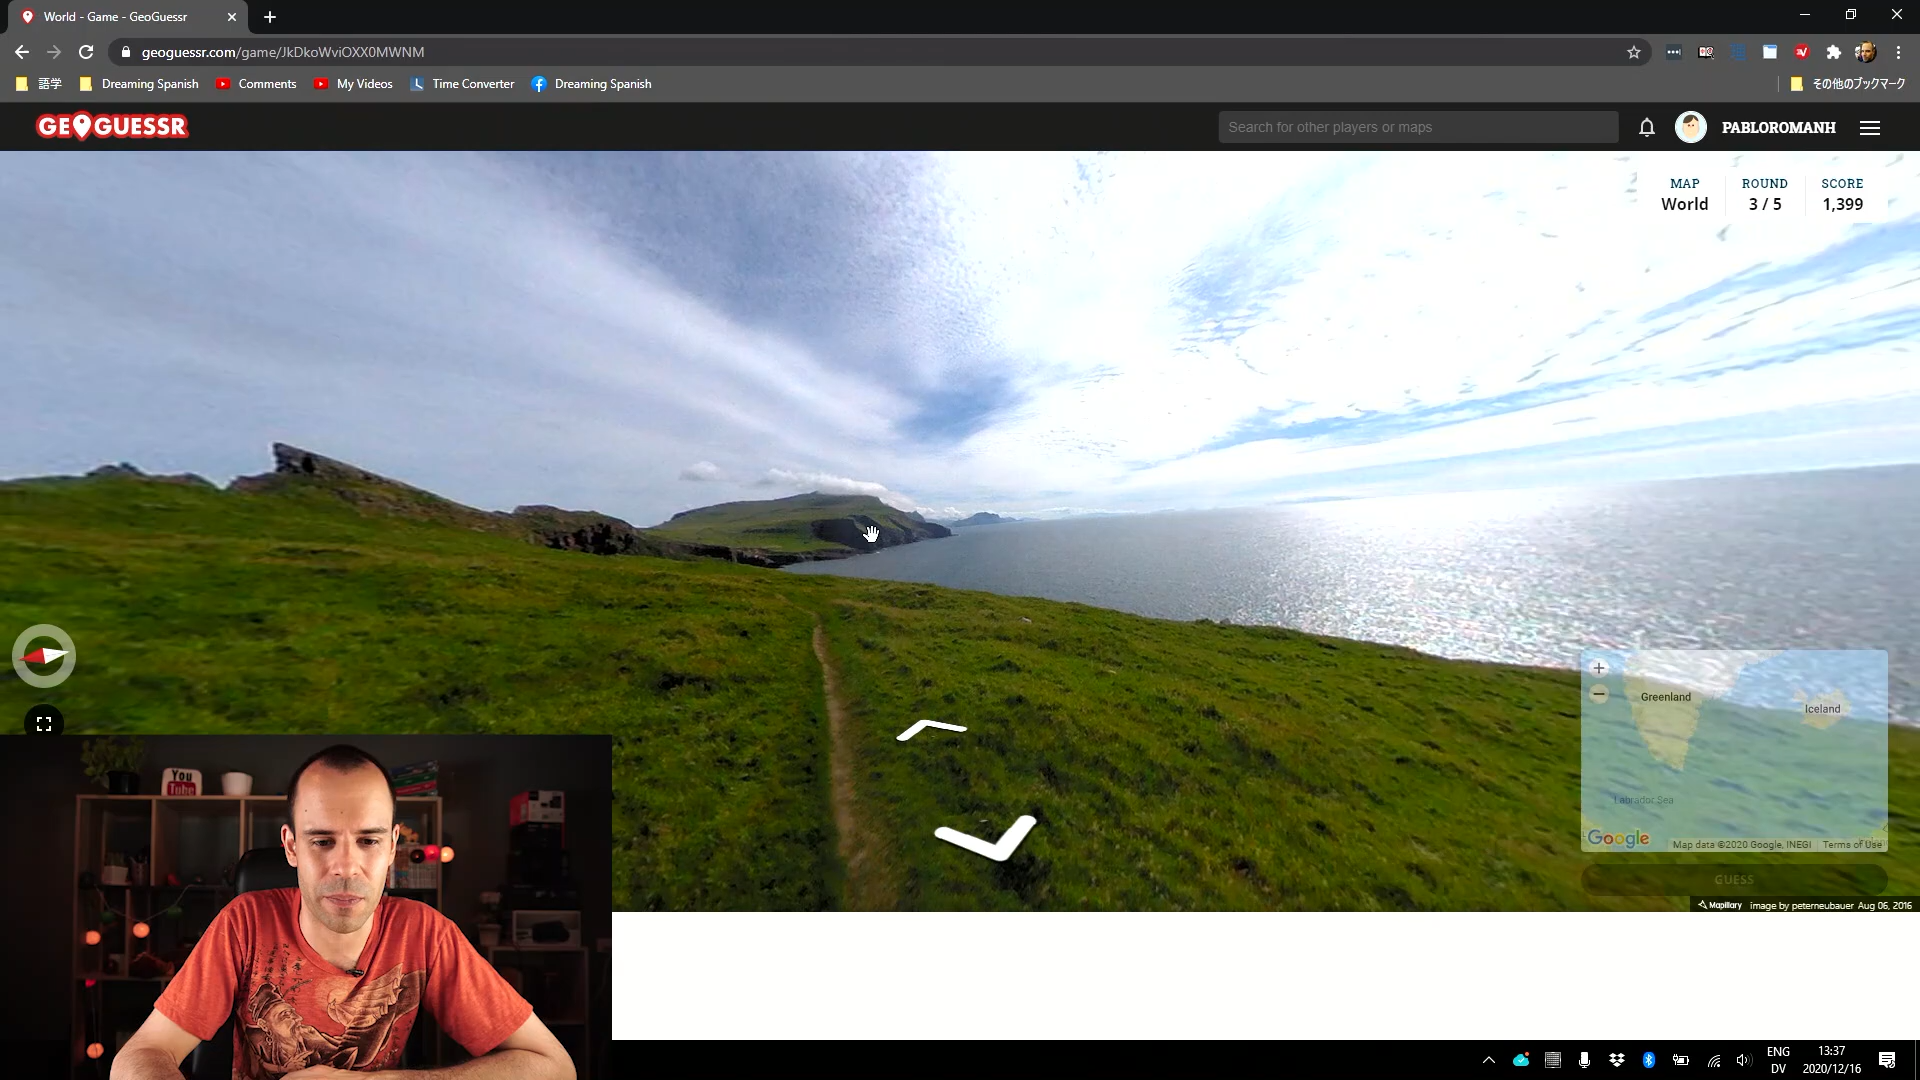 World - Game - GeoGuessr
geoguessr.com/game/JkDkoWviOXX0MWNM
語学
Dreaming Spanish
Comments
My Videos
Time Converter
Dreaming Spanish
その他のブックマーク
GEOGUESSR
Search for other players or maps
PABLOROMANH
MAP ROUND SCORE
World 3 / 5 1,399
Greenland
Iceland
Labrador Sea
Google
Map data ©2020 Google, INEGI Terms of Use
GUESS
Mapillary image by peterneubauer Aug 06, 2016
You
Tube
ENG 13:37
DV 2020/12/16